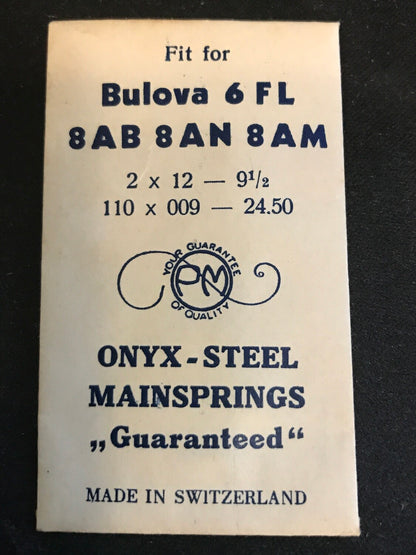 Fit for
Bulova 6 FL
8AB 8AN 8AM
2 x 12 — 9¹/₂
110 x 009 — 24.50
YOUR GUARANTEE
PM
OF QUALITY
ONYX-STEEL
MAINSPRINGS
„Guaranteed“
MADE IN SWITZERLAND